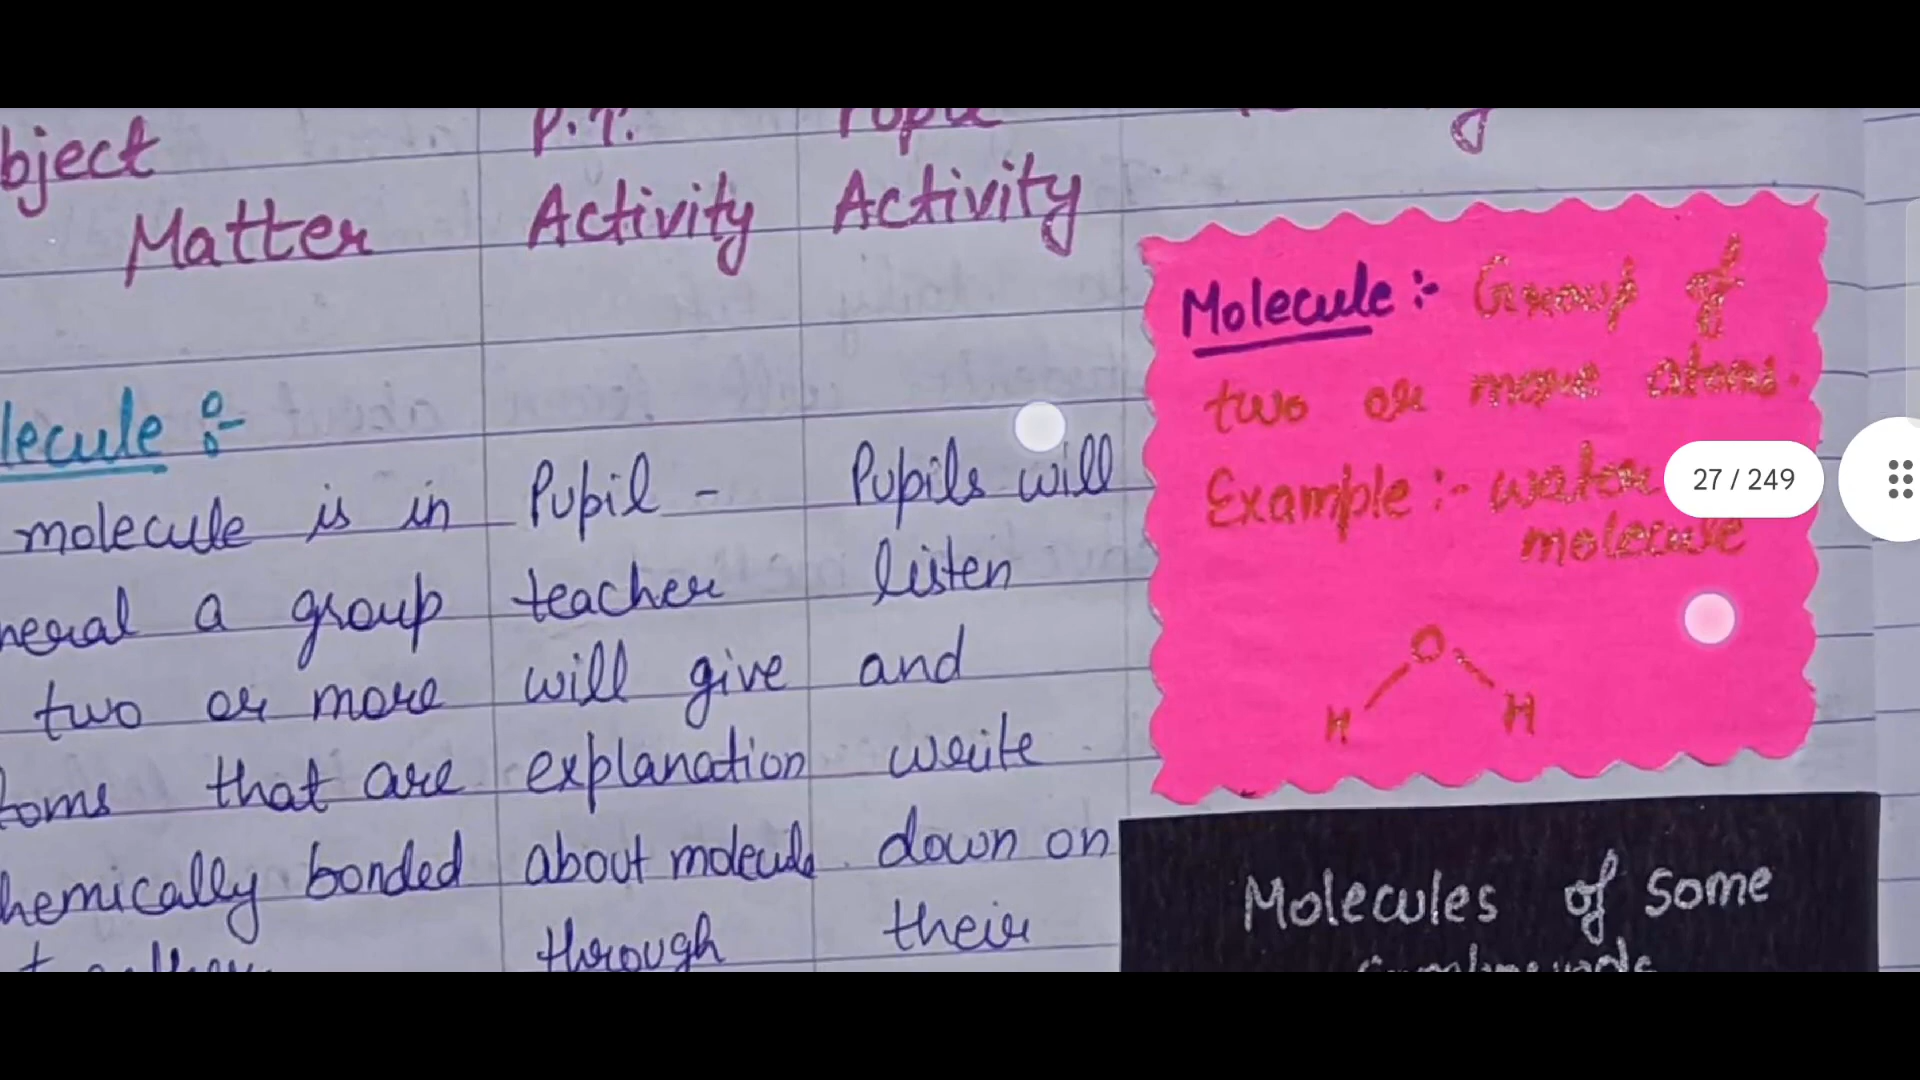 bject
Matter
P.T.
Activity
Activity
lecule :-
molecule is in
neral a group
two or more
toms that are
hemically bonded
Pupil -
teacher
will give
explanation
about molecule
through
Pupils will
listen
and
write
down on
their
Molecule :- Group of
two or more atoms.
Example :- water
molecule
O
H H
27 / 249
Molecules of Some